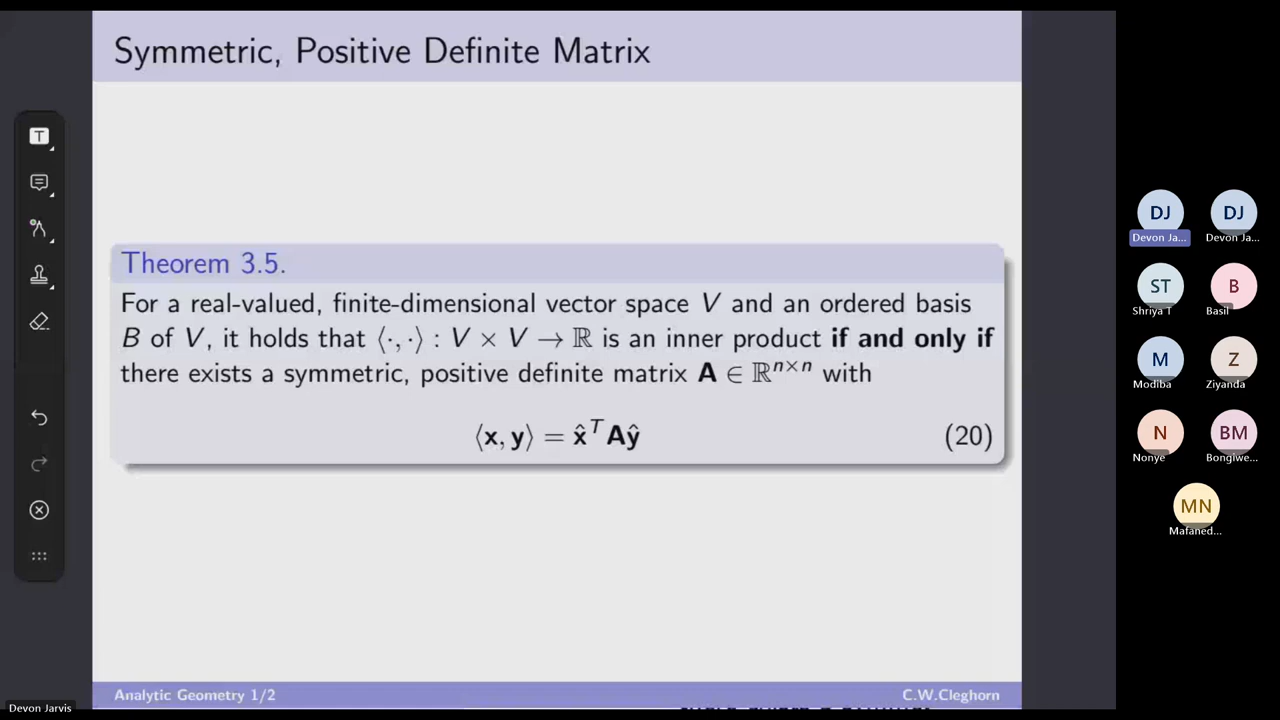 Symmetric, Positive Definite Matrix
Theorem 3.5.
For a real-valued, finite-dimensional vector space V and an ordered basis
B of V, it holds that ⟨·,·⟩ : V × V → ℝ is an inner product if and only if
there exists a symmetric, positive definite matrix A ∈ ℝⁿˣⁿ with
⟨x, y⟩ = x̂ᵀAŷ (20)
Analytic Geometry 1/2 C.W.Cleghorn
Devon Jarvis
T
DJ DJ
Devon Ja... Devon Ja...
ST B
Shriya T Basil
M Z
Modiba Ziyanda
N BM
Nonye Bongiwe...
MN
Mafaned...